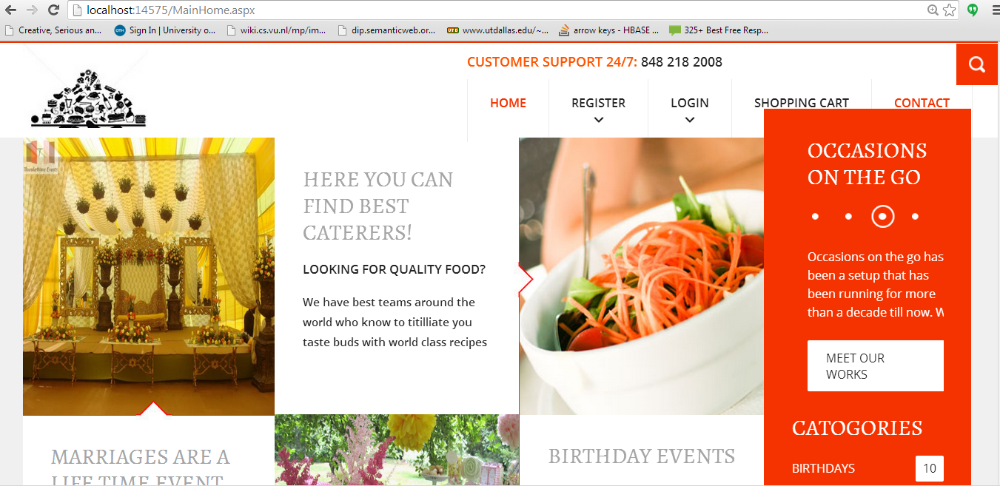 localhost:14575/MainHome.aspx
Creative, Serious an...
Sign In | University o...
wiki.cs.vu.nl/mp/im...
dip.semanticweb.or...
www.utdallas.edu/~...
arrow keys - HBASE ...
325+ Best Free Resp...
CUSTOMER SUPPORT 24/7: 848 218 2008
HOME
REGISTER
LOGIN
SHOPPING CART
CONTACT
HERE YOU CAN
FIND BEST
CATERERS!
LOOKING FOR QUALITY FOOD?
We have best teams around the
world who know to titilliate you
taste buds with world class recipes
OCCASIONS
ON THE GO
Occasions on the go has
been a setup that has
been running for more
than a decade till now. W
MEET OUR
WORKS
CATOGORIES
BIRTHDAYS
10
MARRIAGES ARE A
LIFE TIME EVENT
BIRTHDAY EVENTS